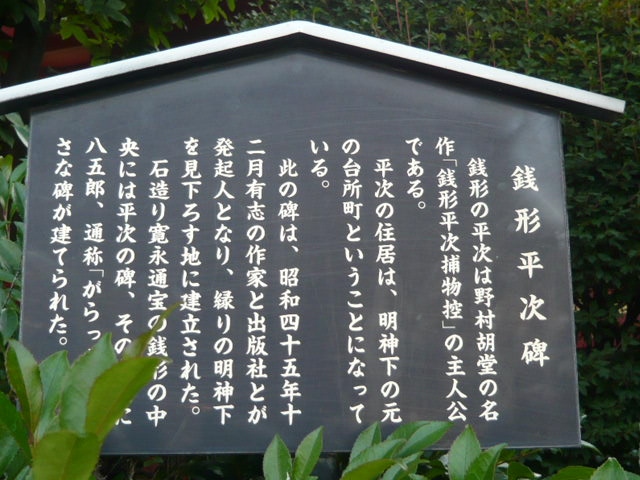 銭形平次碑
銭形の平次は野村胡堂の名
作「銭形平次捕物控」の主人公
である。
平次の住居は、明神下の元
の台所町ということになって
いる。
此の碑は、昭和四十五年十
二月有志の作家と出版社とが
発起人となり、縁りの明神下
を見下ろす地に建立された。
石造り寛永通宝の銭形の中
央には平次の碑、その に
八五郎、通称「がらっ
さな碑が建てられた。